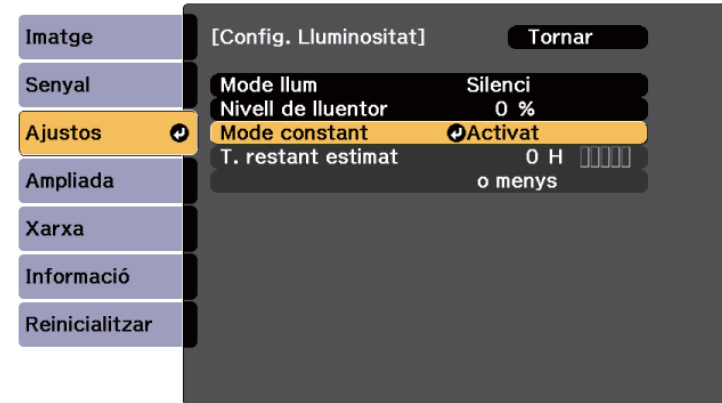 Imatge
Senyal
Ajustos
Ampliada
Xarxa
Informació
Reinicialitzar
[Config. Lluminositat] Tornar
Mode llum Silenci
Nivell de lluentor 0 %
Mode constant Activat
T. restant estimat 0 H
o menys